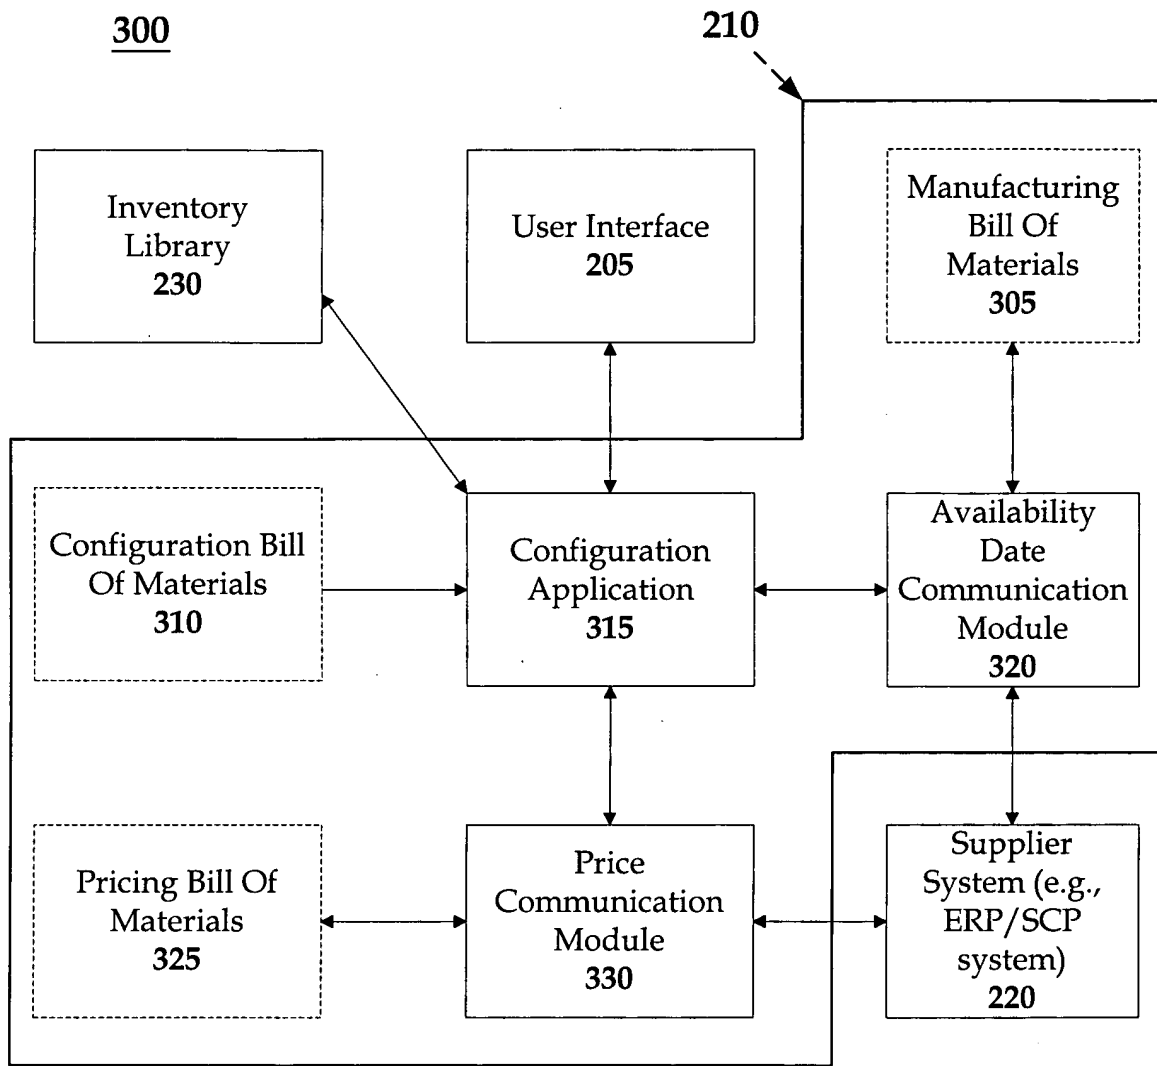 300
210
Inventory
Library
230
User Interface
205
Manufacturing
Bill Of
Materials
305
Configuration Bill
Of Materials
310
Configuration
Application
315
Availability
Date
Communication
Module
320
Pricing Bill Of
Materials
325
Price
Communication
Module
330
Supplier
System (e.g.,
ERP/SCP
system)
220